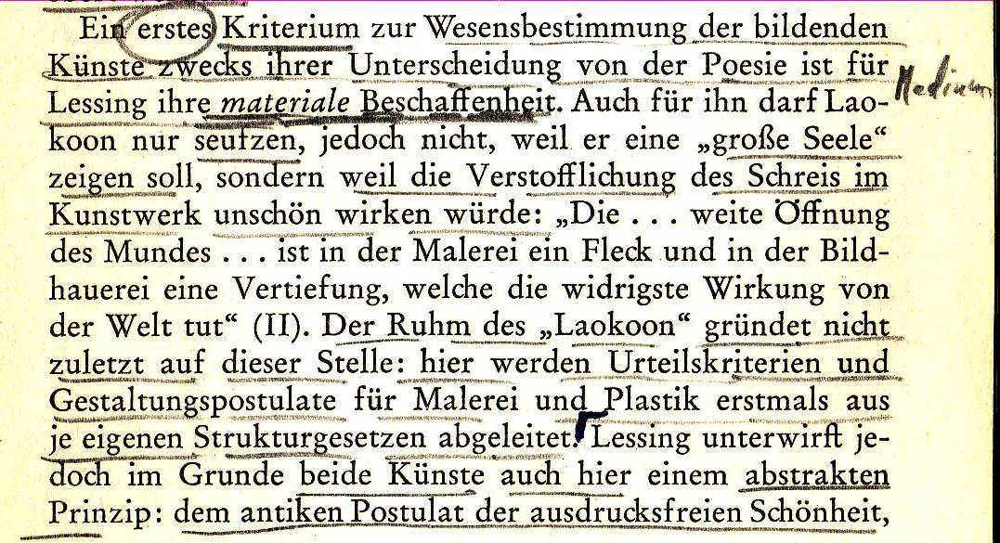 Ein erstes Kriterium zur Wesensbestimmung der bildenden
Künste zwecks ihrer Unterscheidung von der Poesie ist für
Medium
Lessing ihre materiale Beschaffenheit. Auch für ihn darf Lao-
koon nur seufzen, jedoch nicht, weil er eine „große Seele“
zeigen soll, sondern weil die Verstofflichung des Schreis im
Kunstwerk unschön wirken würde: „Die . . . weite Öffnung
des Mundes . . . ist in der Malerei ein Fleck und in der Bild-
hauerei eine Vertiefung, welche die widrigste Wirkung von
der Welt tut“ (II). Der Ruhm des „Laokoon“ gründet nicht
zuletzt auf dieser Stelle: hier werden Urteilskriterien und
Gestaltungspostulate für Malerei und Plastik erstmals aus
je eigenen Strukturgesetzen abgeleitet. Lessing unterwirft je-
doch im Grunde beide Künste auch hier einem abstrakten
Prinzip: dem antiken Postulat der ausdrucksfreien Schönheit,